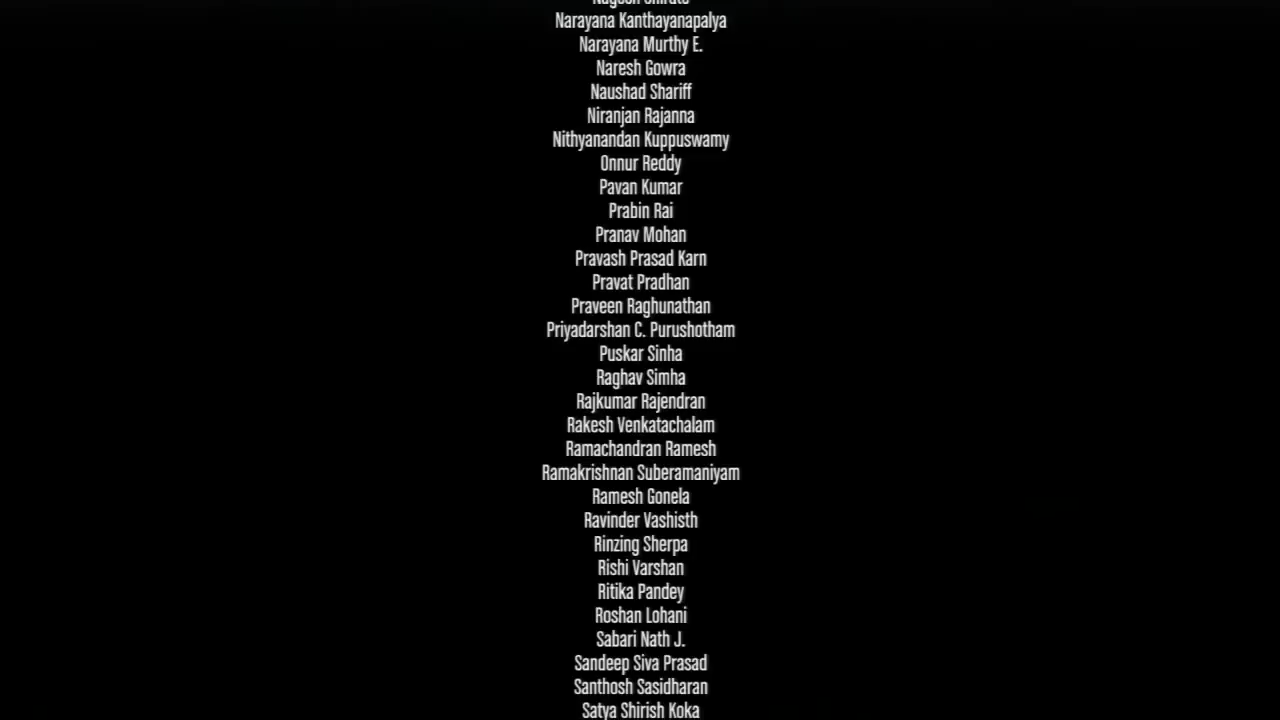 Narayana Kanthayanapalya
Narayana Murthy E.
Naresh Gowra
Naushad Shariff
Niranjan Rajanna
Nithyanandan Kuppuswamy
Onnur Reddy
Pavan Kumar
Prabin Rai
Pranav Mohan
Pravash Prasad Karn
Pravat Pradhan
Praveen Raghunathan
Priyadarshan C. Purushotham
Puskar Sinha
Raghav Simha
Rajkumar Rajendran
Rakesh Venkatachalam
Ramachandran Ramesh
Ramakrishnan Suberamaniyam
Ramesh Gonela
Ravinder Vashisth
Rinzing Sherpa
Rishi Varshan
Ritika Pandey
Roshan Lohani
Sabari Nath J.
Sandeep Siva Prasad
Santhosh Sasidharan
Satya Shirish Koka